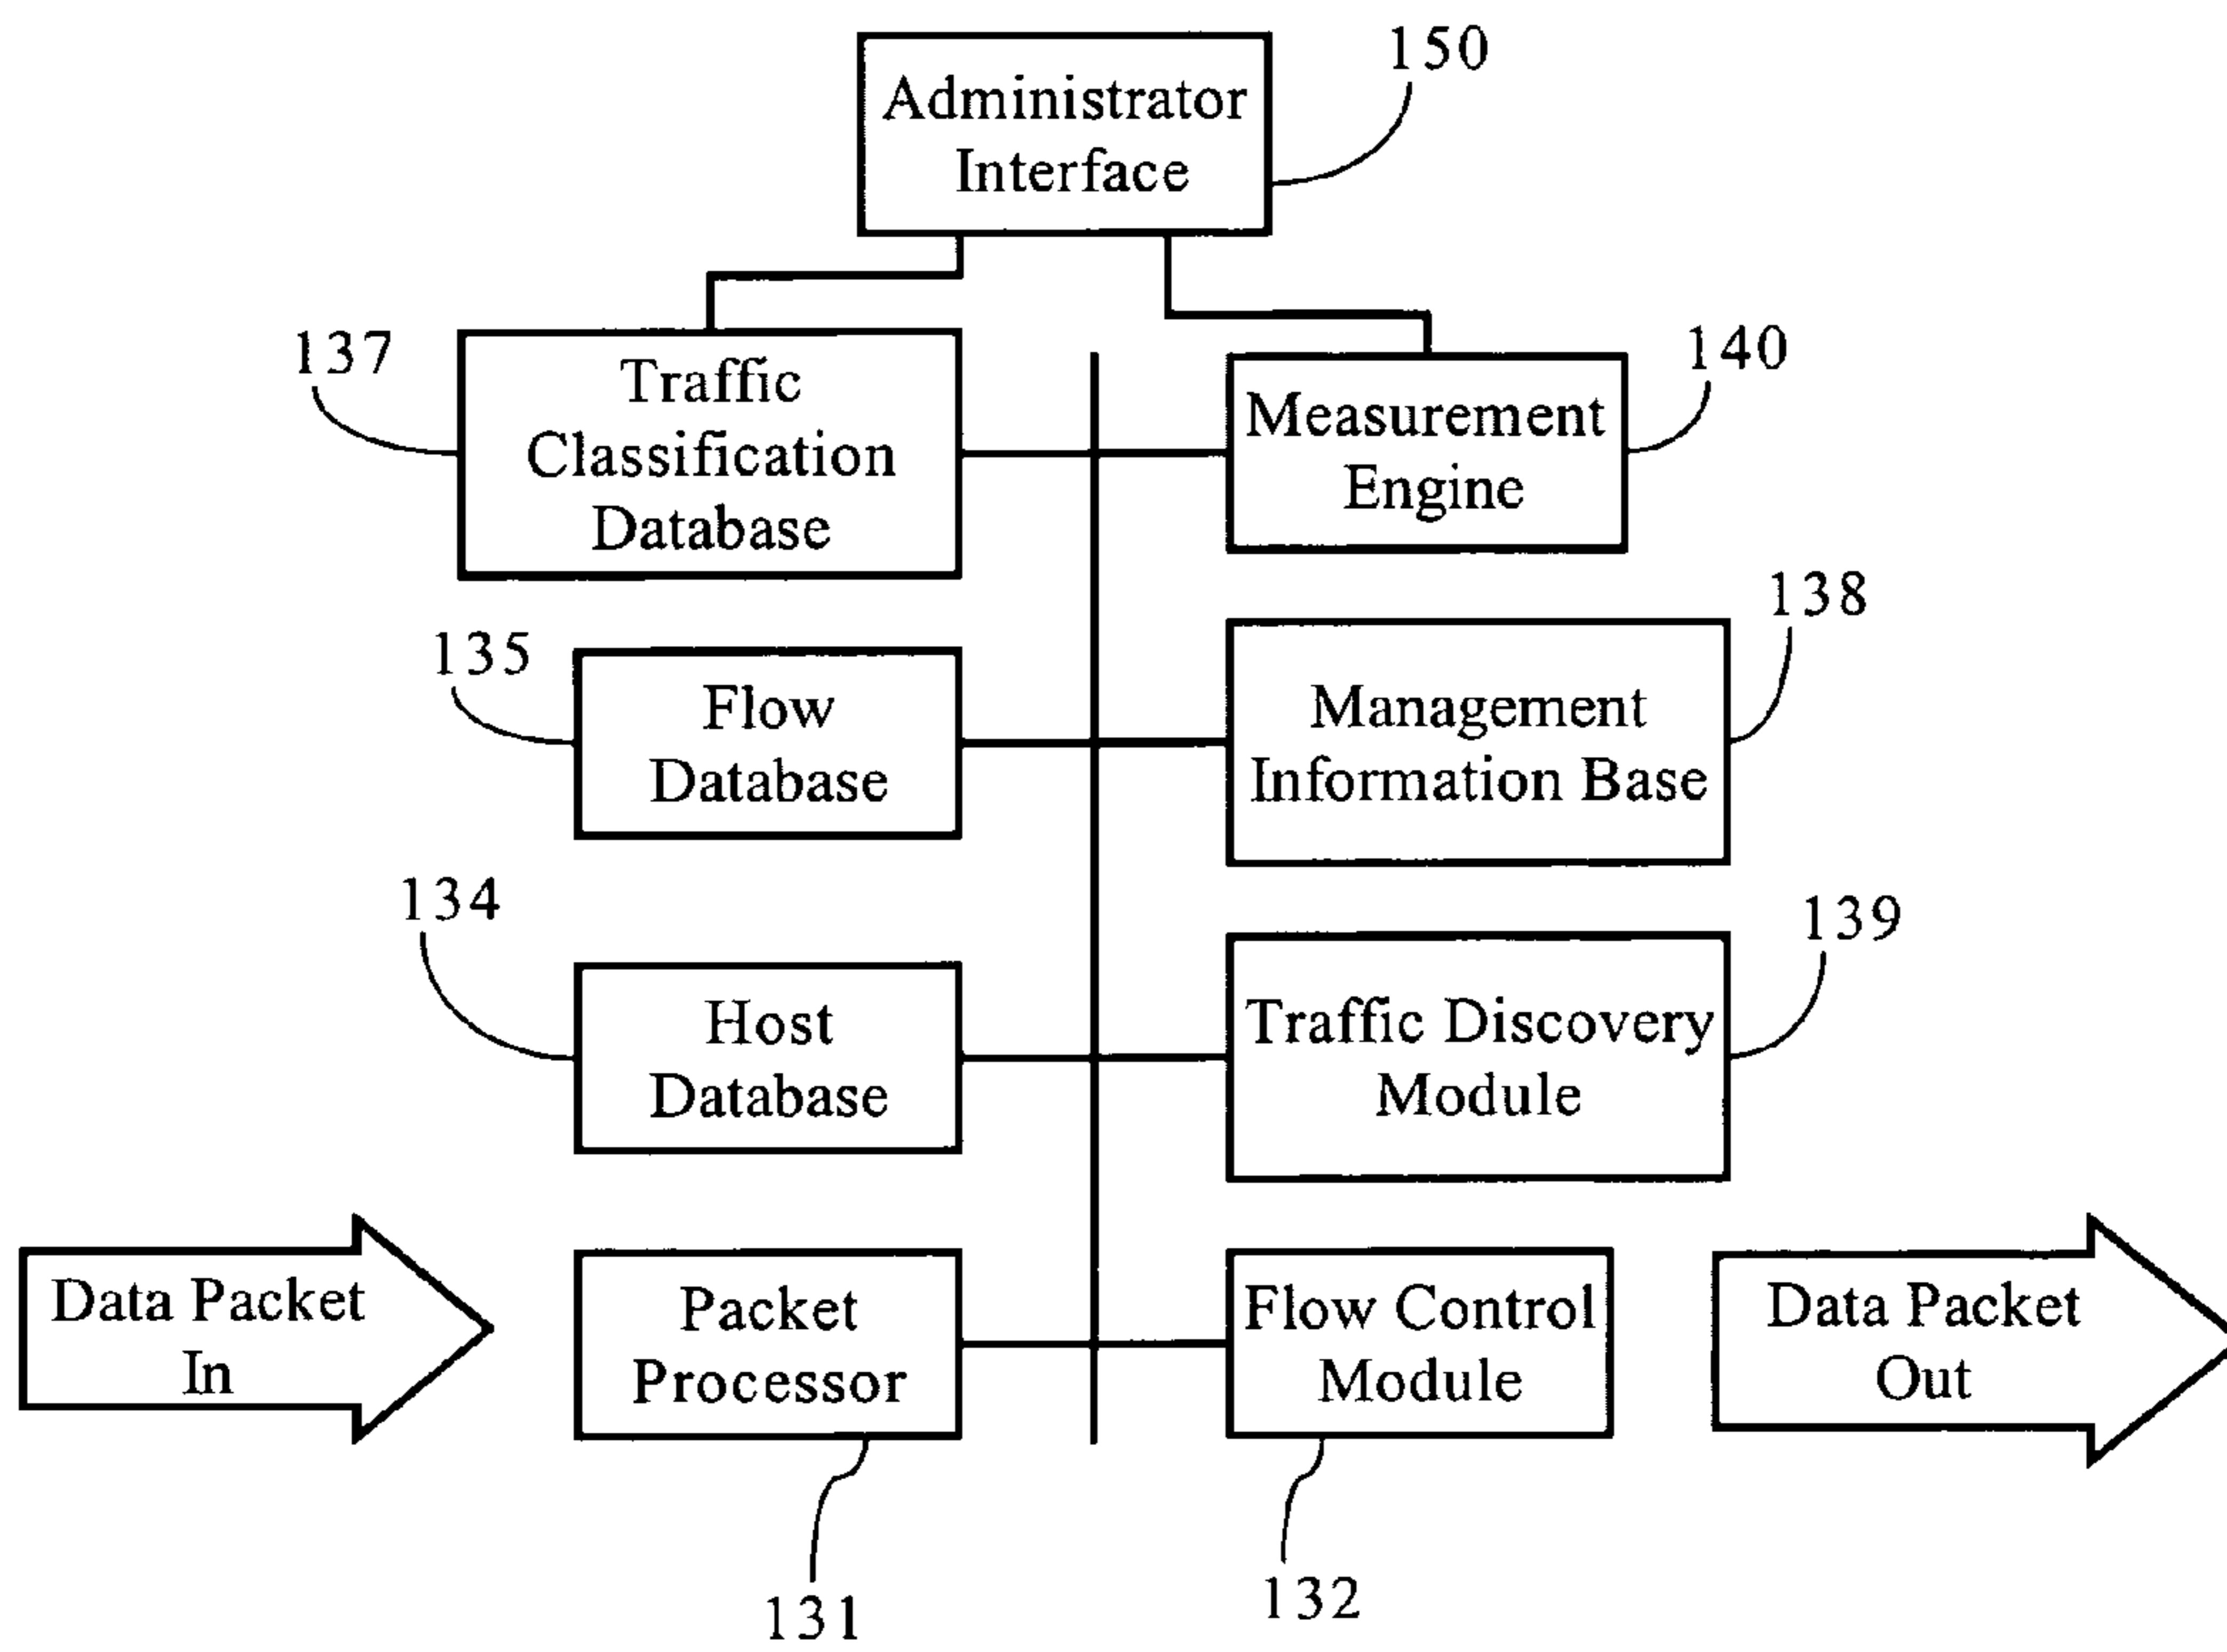 150
Administrator
Interface
137
Traffic
Classification
Database
140
Measurement
Engine
135
Flow
Database
138
Management
Information Base
134
Host
Database
139
Traffic Discovery
Module
Data Packet
In
Packet
Processor
Flow Control
Module
Data Packet
Out
131
132